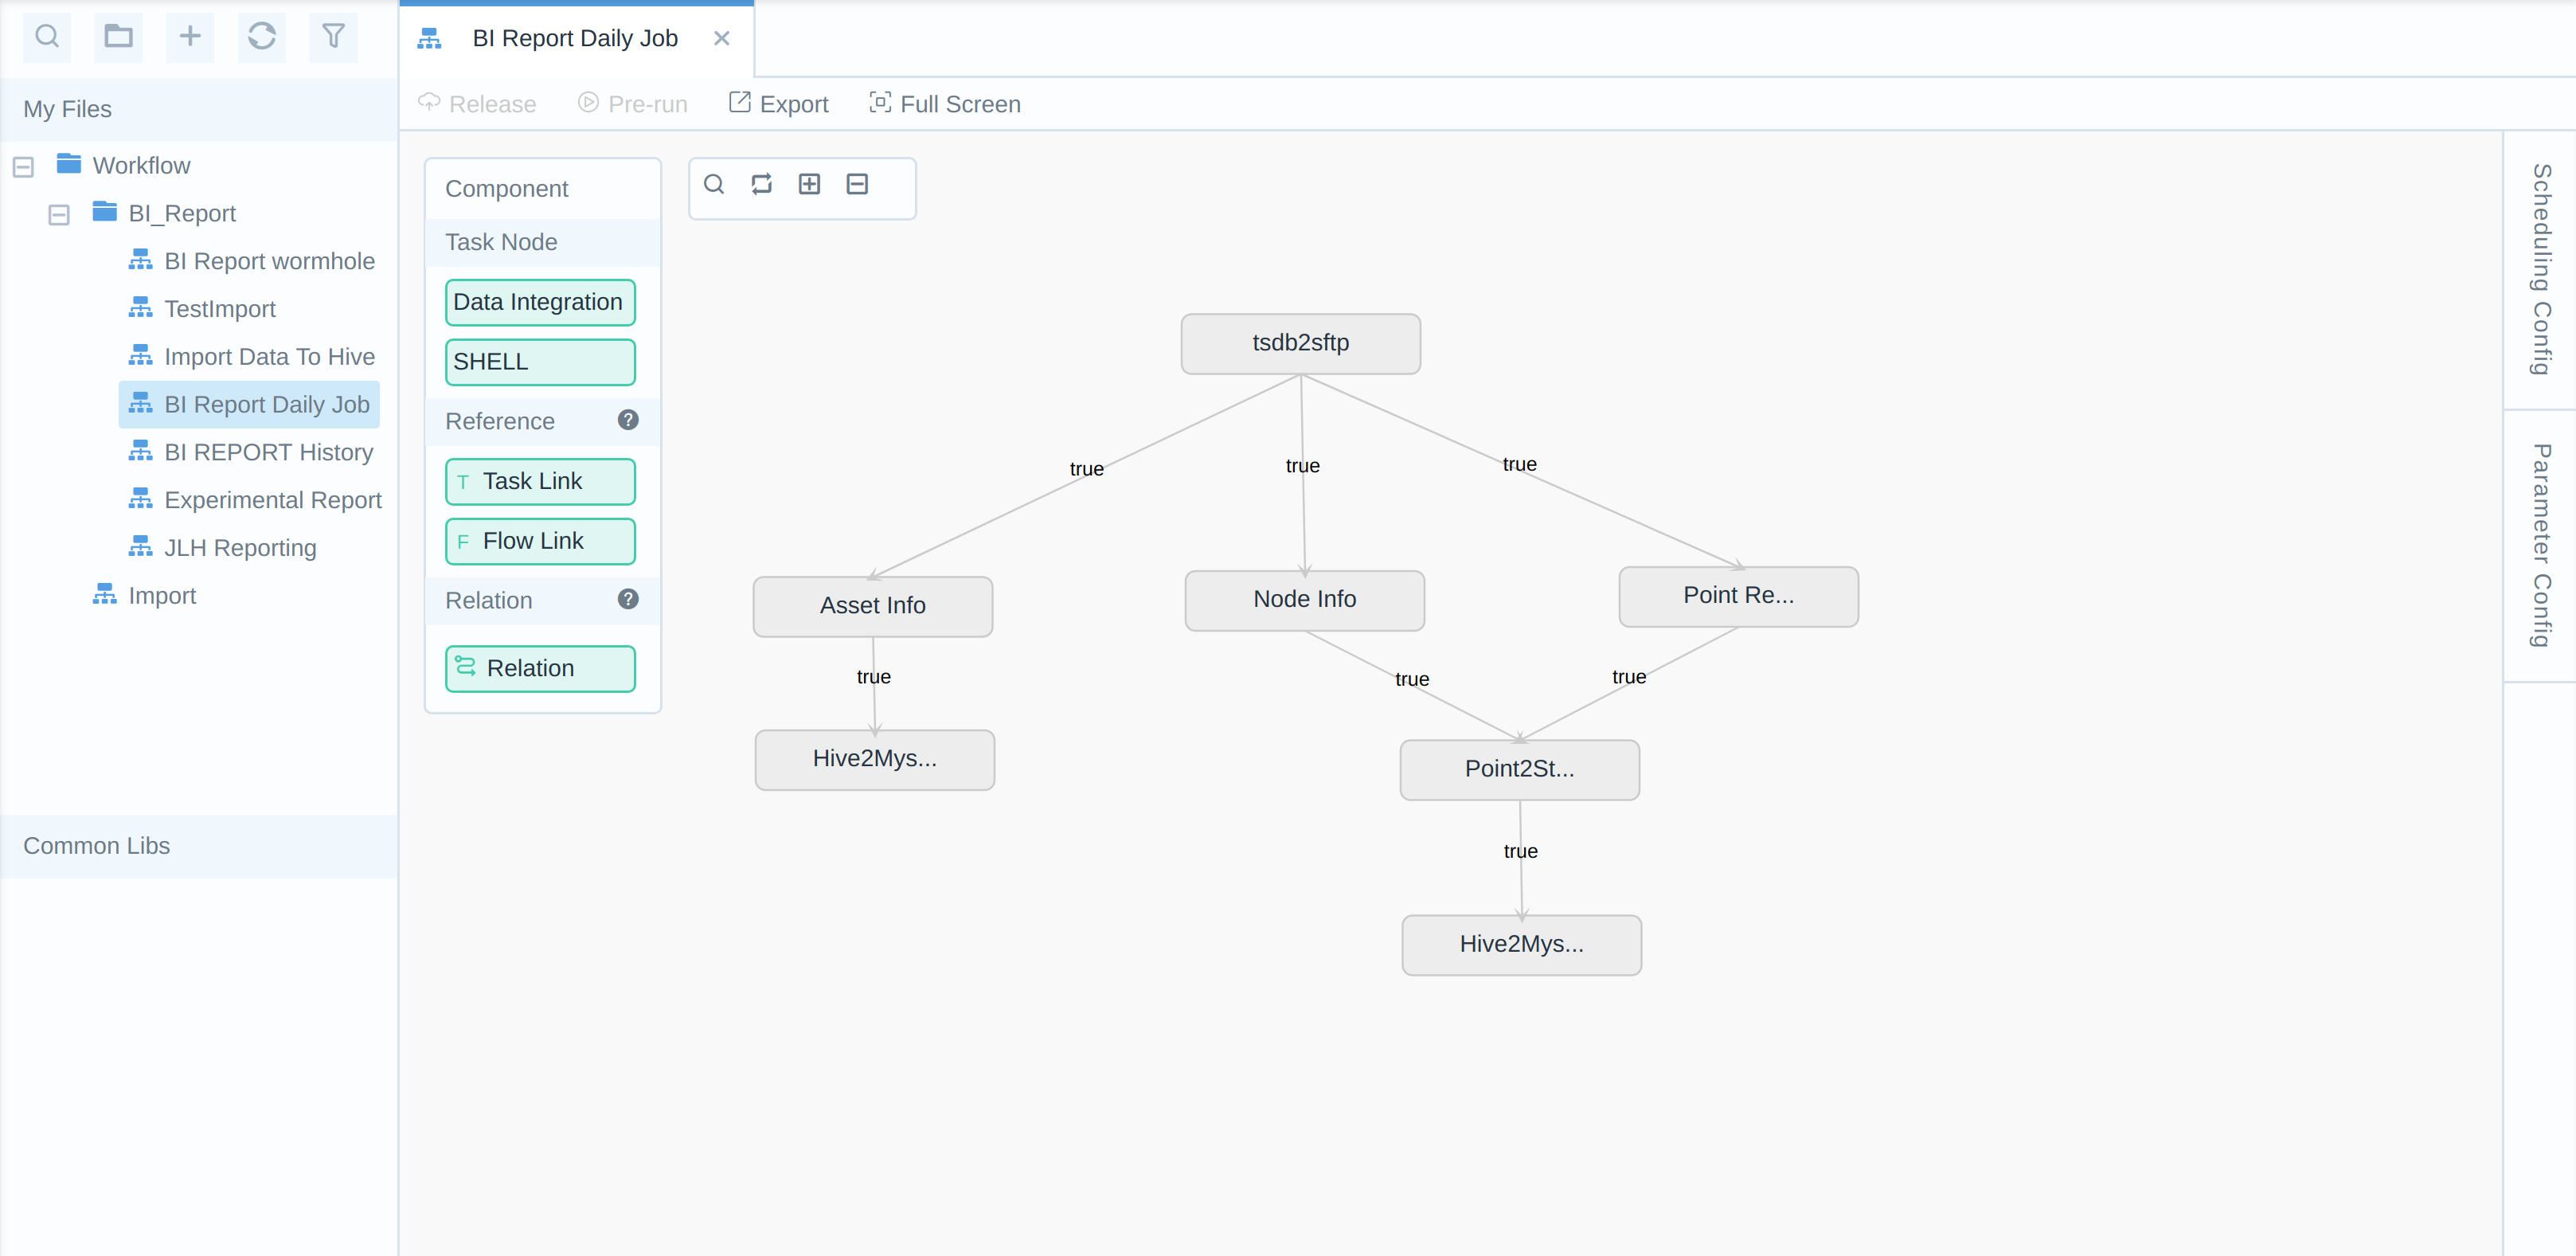 BI Report Daily Job
Release Pre-run Export Full Screen
My Files
Workflow
BI_Report
BI Report wormhole
TestImport
Import Data To Hive
BI Report Daily Job
BI REPORT History
Experimental Report
JLH Reporting
Import
Common Libs
Component
Task Node
Data Integration
SHELL
Reference
T Task Link
F Flow Link
Relation
Relation
tsdb2sftp
true true true
Asset Info Node Info Point Re...
true true true
Hive2Mys... Point2St...
true
Hive2Mys...
Scheduling Config
Parameter Config